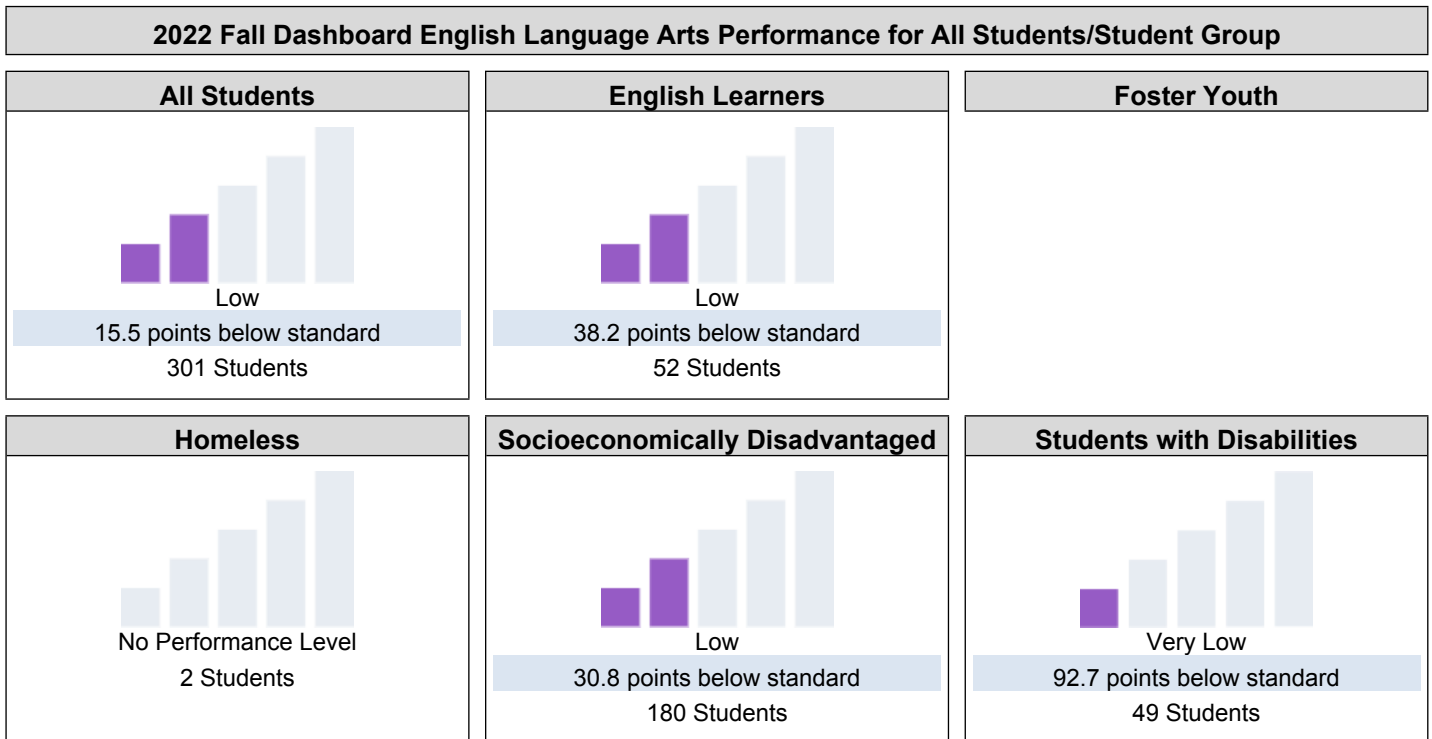 2022 Fall Dashboard English Language Arts Performance for All Students/Student Group
All Students
Low
15.5 points below standard
301 Students
English Learners
Low
38.2 points below standard
52 Students
Foster Youth
Homeless
No Performance Level
2 Students
Socioeconomically Disadvantaged
Low
30.8 points below standard
180 Students
Students with Disabilities
Very Low
92.7 points below standard
49 Students